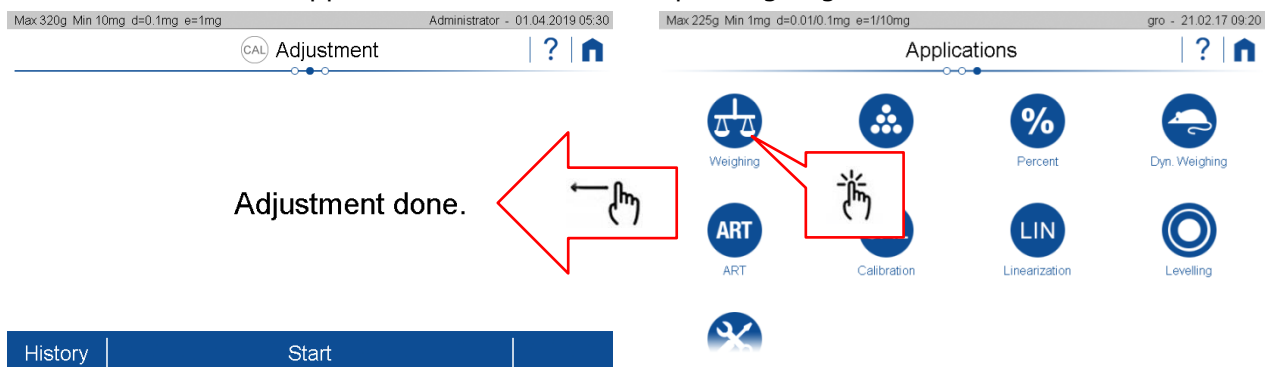 Max 320g Min 10mg d=0.1mg e=1mg Administrator - 01.04.2019 05:30
CAL Adjustment ?
Adjustment done.
History Start
Max 225g Min 1mg d=0.01/0.1mg e=1/10mg gro - 21.02.17 09:20
Applications ?
%
Weighing Percent Dyn. Weighing
ART LIN
ART Calibration Linearization Levelling